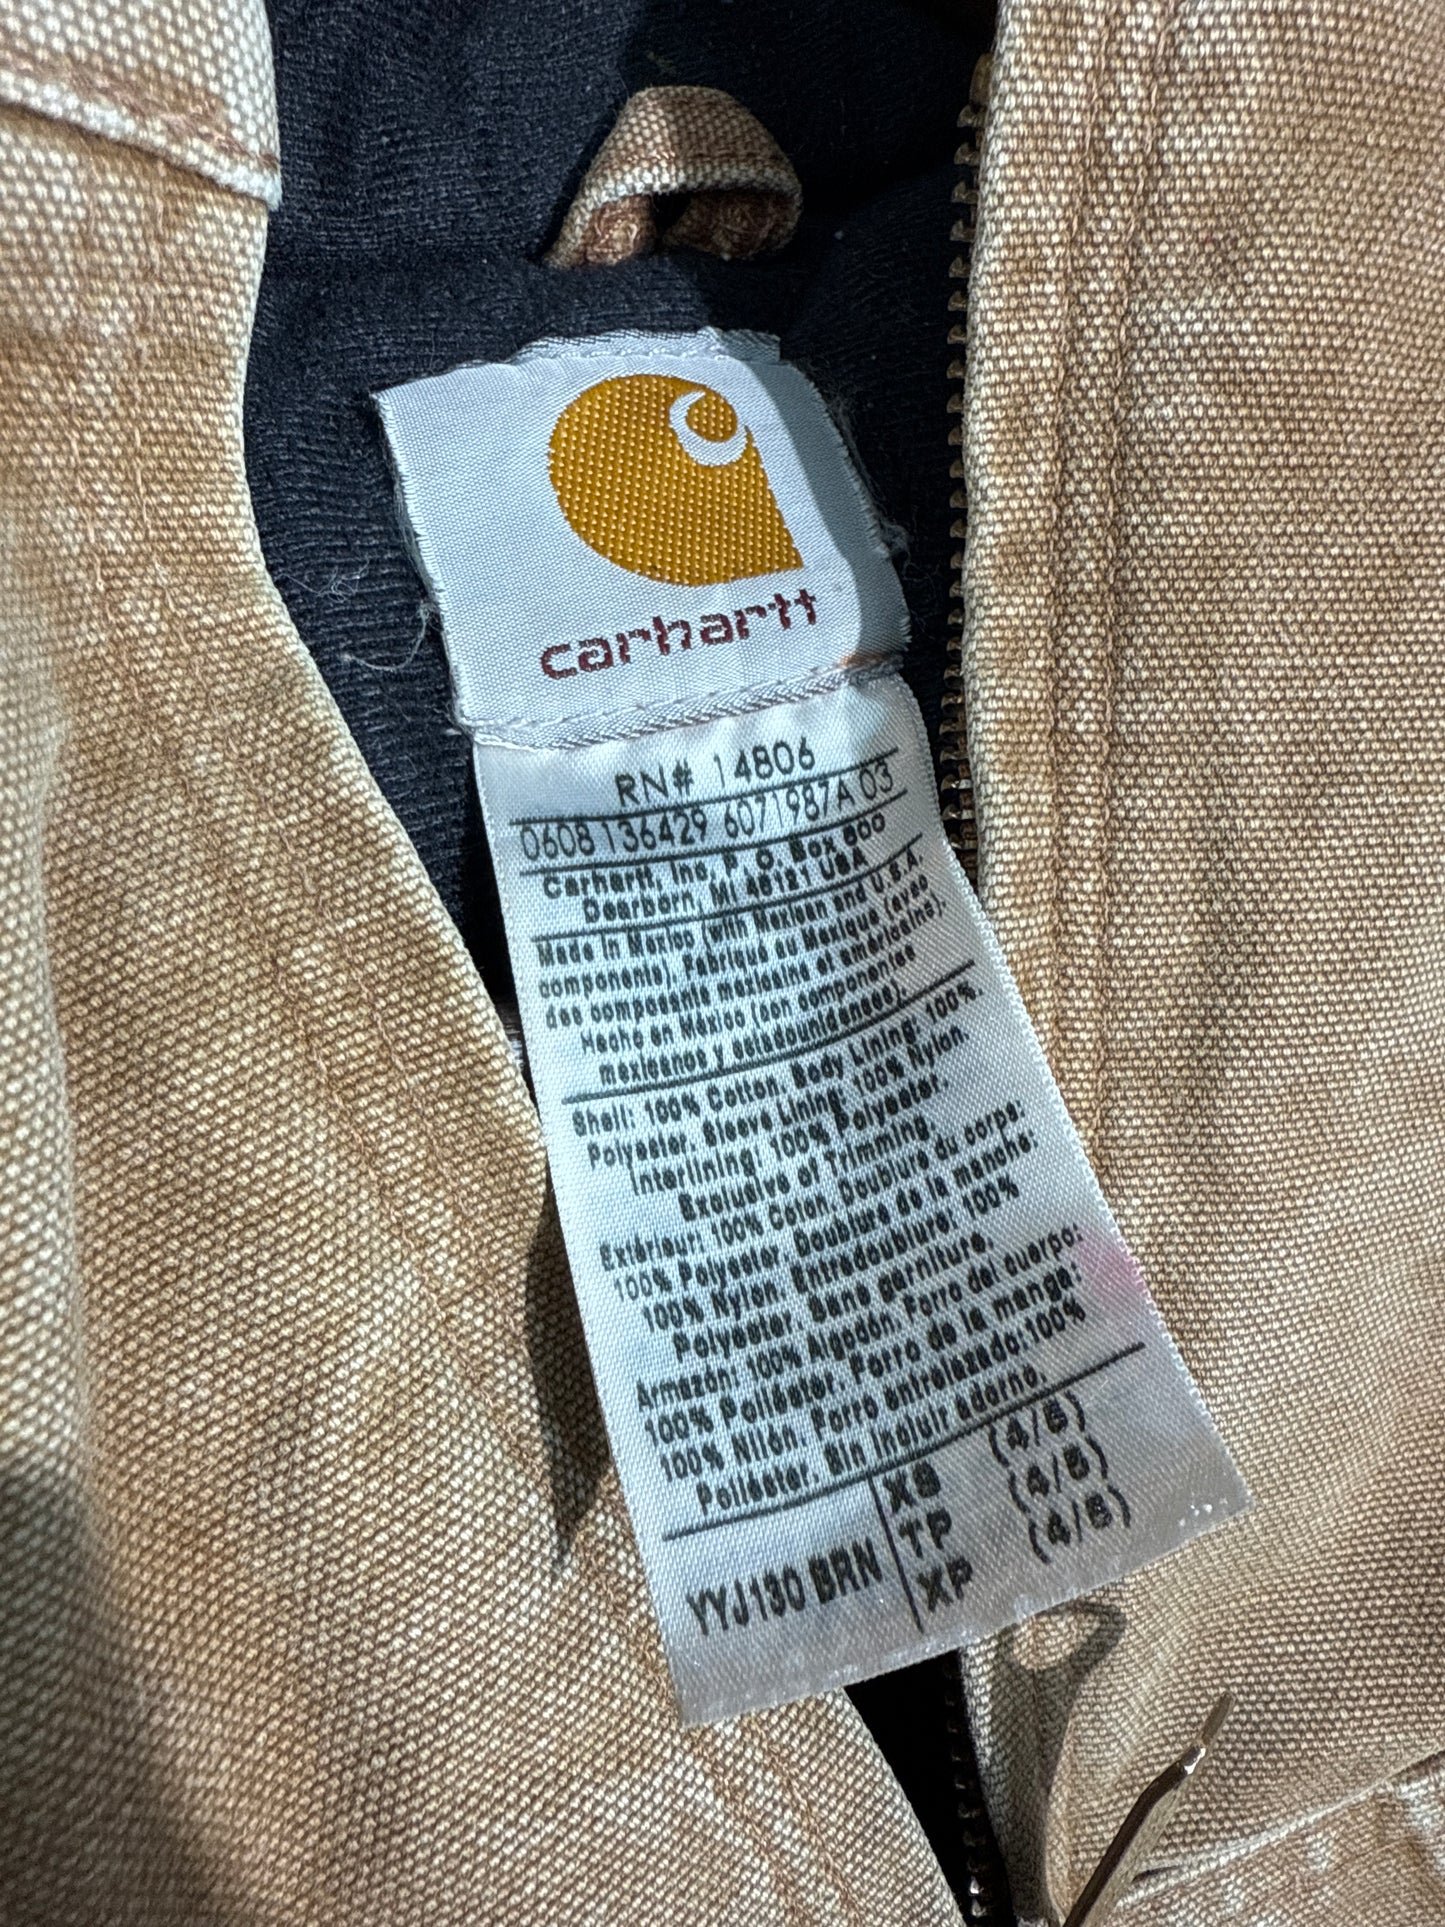 carhartt
RN# 14806
0608 136429 6071987A 03
Carhartt, Inc, P. O. Box 600
Dearborn, MI 48121 USA
Made in Mexico (with Mexican and U.S.A.
components). Fabriqué au Mexique (avec
des composants mexicains et américains).
Hecho en México (con componentes
mexicanos y estadounidenses).
Shell: 100% Cotton. Body Lining: 100%
Polyester. Sleeve Lining: 100% Nylon.
Interlining: 100% Polyester.
Exclusive of Trimming.
Extérieur: 100% Coton. Doublure du corps:
100% Polyester. Doublure de la manche:
100% Nylon. Entredoublure: 100%
Polyester. Sans garniture.
Armazón: 100% Algodón. Forro del cuerpo:
100% Poliéster. Forro de la manga:
100% Nilón. Forro entrelazado:100%
Poliéster. Sin incluir adorno.
YYJ130 BRN
XS (4/5)
TP (4/5)
XP (4/5)